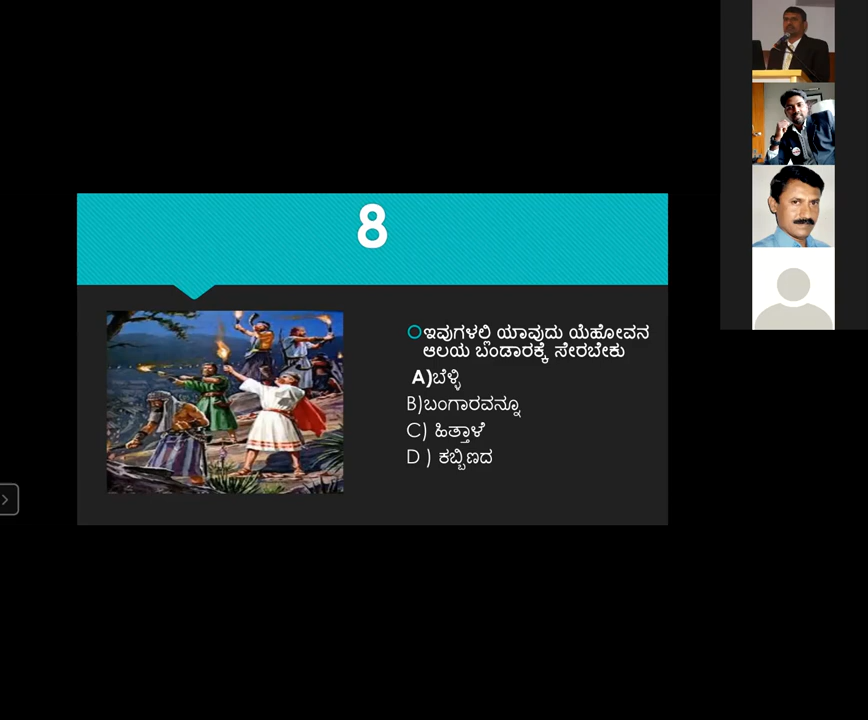 8
ಇವುಗಳಲ್ಲಿ ಯಾವುದು ಯೆಹೋವನ
ಆಲಯ ಬಂಡಾರಕ್ಕೆ ಸೇರಬೇಕು
A)ಬೆಳ್ಳಿ
B)ಬಂಗಾರವನ್ನೂ
C) ಹಿತ್ತಾಳೆ
D ) ಕಬ್ಬಿಣದ